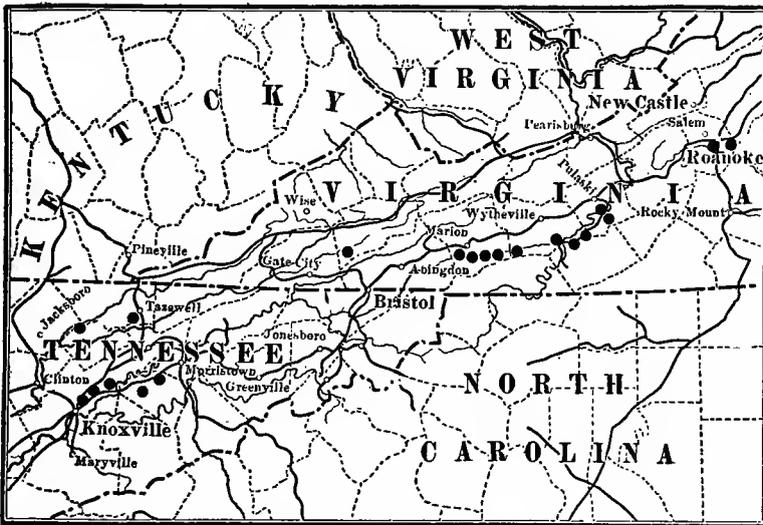 WEST
VIRGINIA
KENTUCKY
New Castle
Pearisburg
Salem
Roanoke
Pulaski
VIRGINIA
Wise
Wytheville
Rocky Mount
Marion
Pineville
Gate City
Abingdon
Bristol
Jacksboro
Tazewell
Jonesboro
TENNESSEE
Morristown
Clinton
Greenville
NORTH
Knoxville
CAROLINA
Maryville